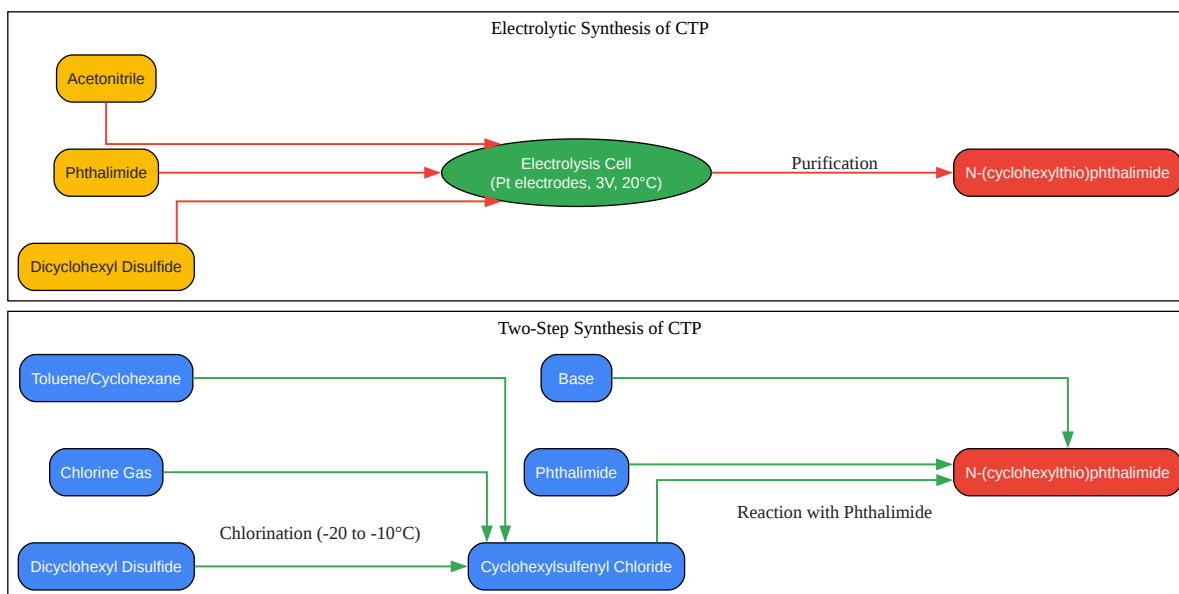 Electrolytic Synthesis of CTP
Acetonitrile
Phthalimide
Dicyclohexyl Disulfide
Electrolysis Cell
(Pt electrodes, 3V, 20°C)
Purification
N-(cyclohexylthio)phthalimide
Two-Step Synthesis of CTP
Toluene/Cyclohexane
Base
Chlorine Gas
Phthalimide
N-(cyclohexylthio)phthalimide
Chlorination (-20 to -10°C)
Reaction with Phthalimide
Dicyclohexyl Disulfide
Cyclohexylsulfenyl Chloride